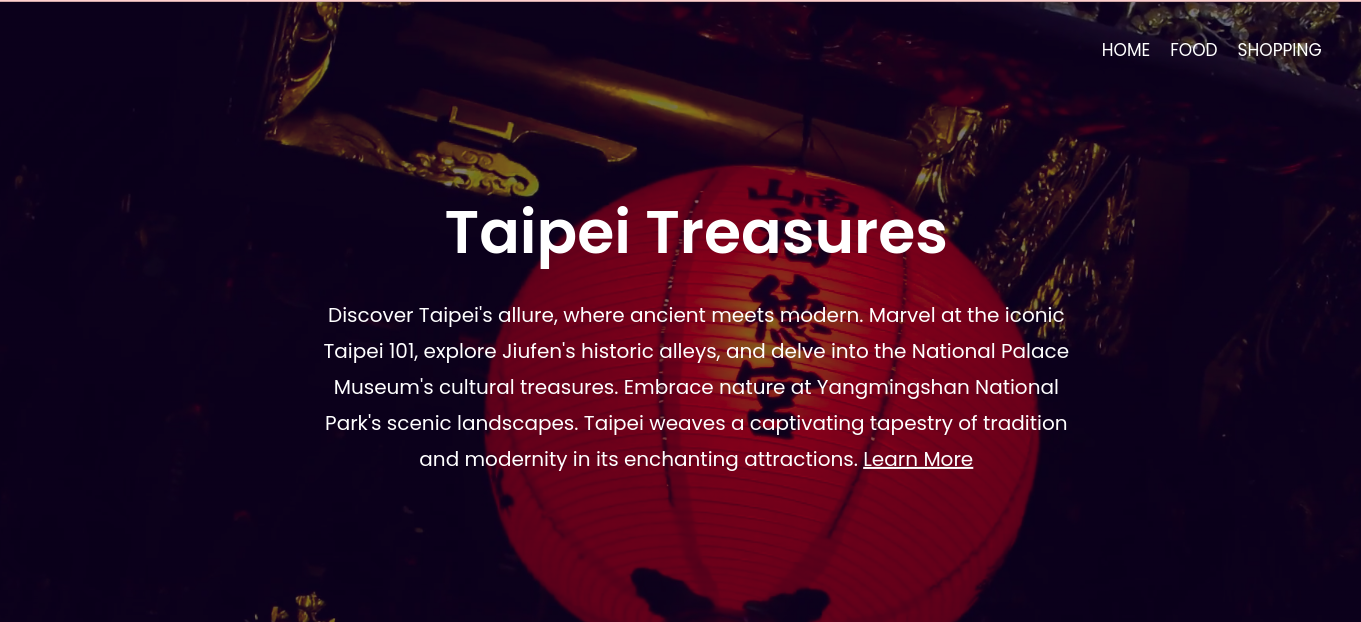 HOME FOOD SHOPPING
Taipei Treasures
Discover Taipei's allure, where ancient meets modern. Marvel at the iconic
Taipei 101, explore Jiufen's historic alleys, and delve into the National Palace
Museum's cultural treasures. Embrace nature at Yangmingshan National
Park's scenic landscapes. Taipei weaves a captivating tapestry of tradition
and modernity in its enchanting attractions. Learn More